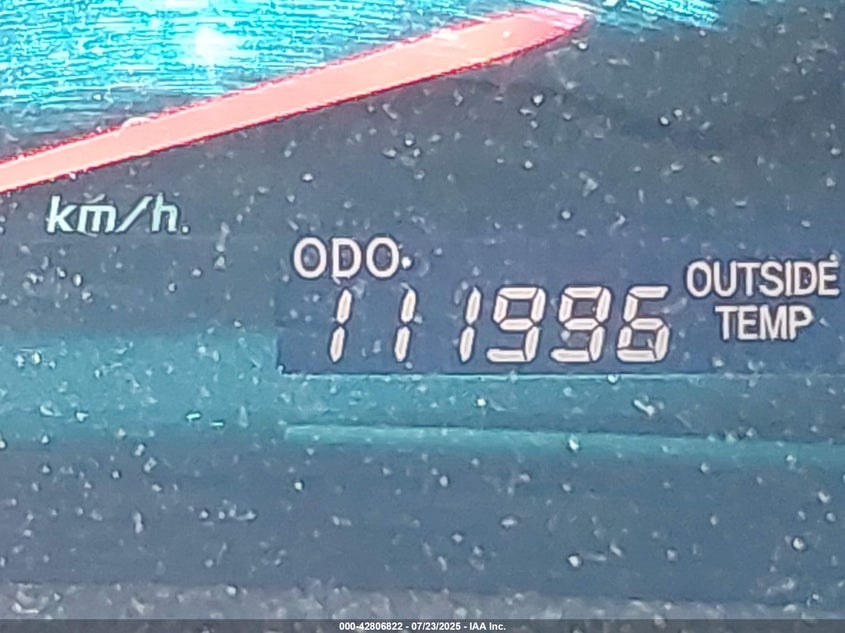 km/h
ODO
111996
OUTSIDE
TEMP
000-42806822 - 07/23/2025 - IAA Inc.